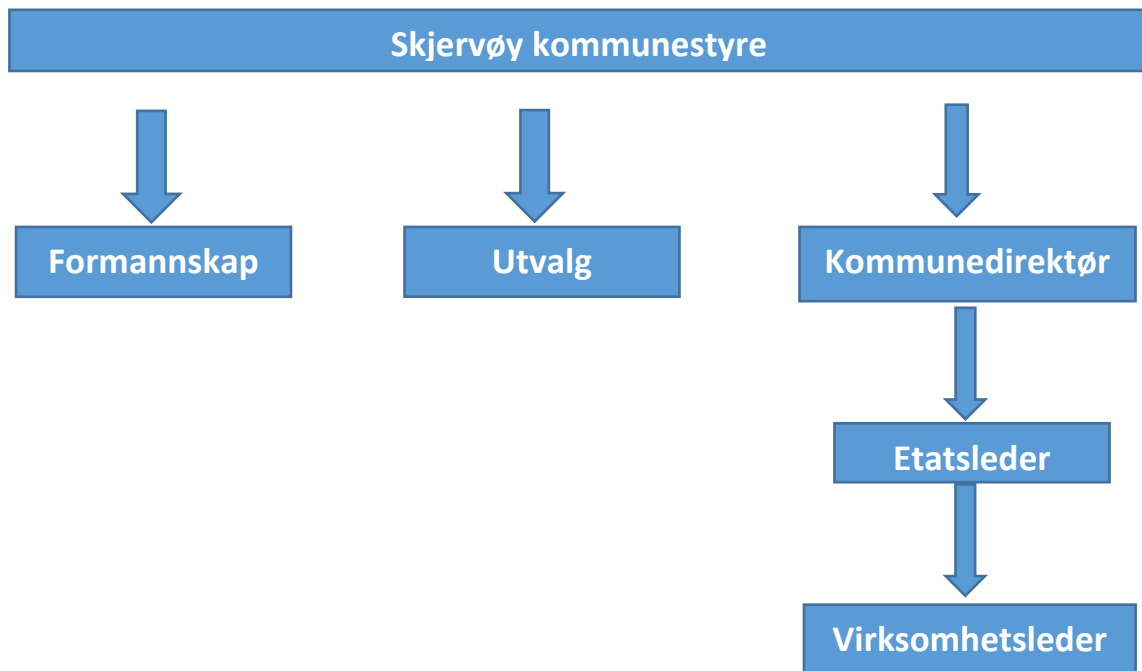 Skjervøy kommunestyre
Formannskap
Utvalg
Kommunedirektør
Etatsleder
Virksomhetsleder